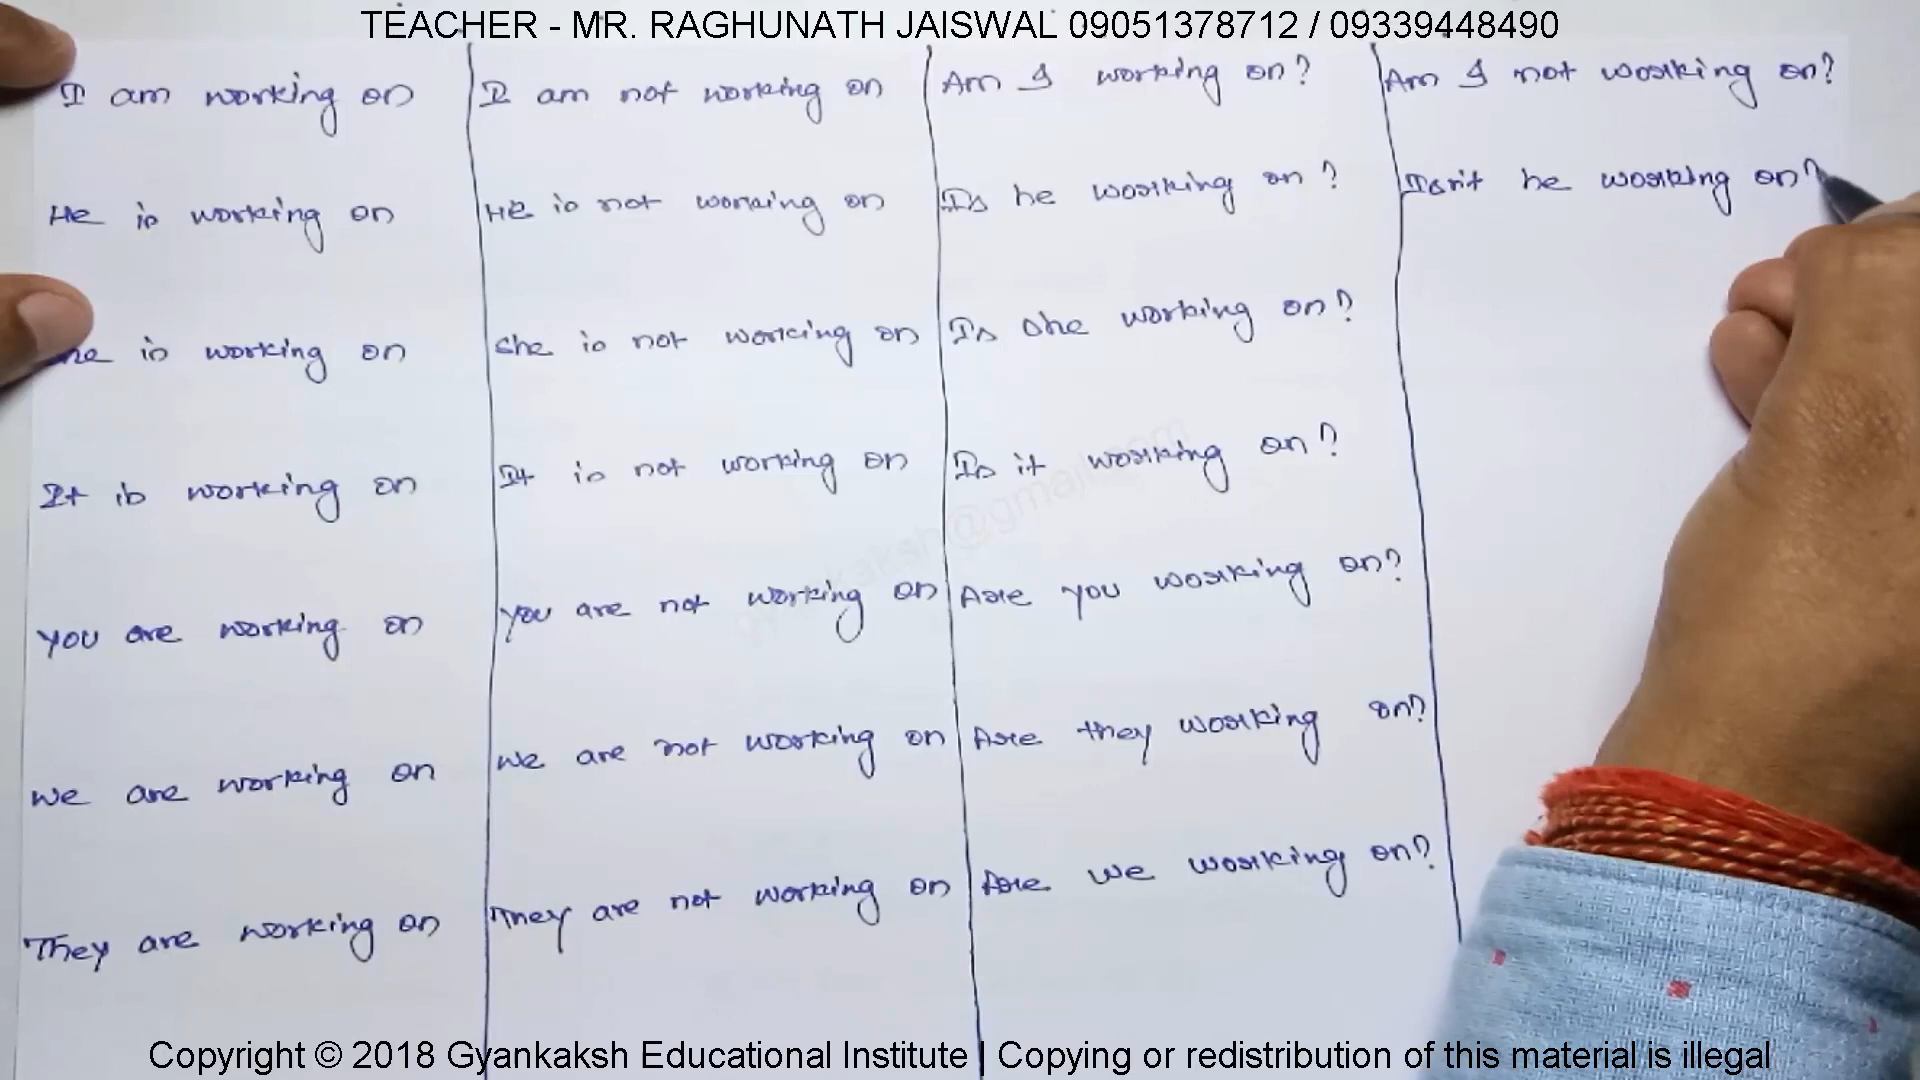 TEACHER - MR. RAGHUNATH JAISWAL 09051378712 / 09339448490
I am working on
I am not working on
Am I working on?
Am I not working on?
He is working on
He is not working on
Is he working on?
Isn't he working on?
he is working on
She is not working on
Is she working on?
It is working on
It is not working on
Is it working on?
You are working on
You are not working on
Are you working on?
We are working on
We are not working on
Are they working on?
They are working on
They are not working on
Are we working on?
Copyright © 2018 Gyankaksh Educational Institute | Copying or redistribution of this material is illegal